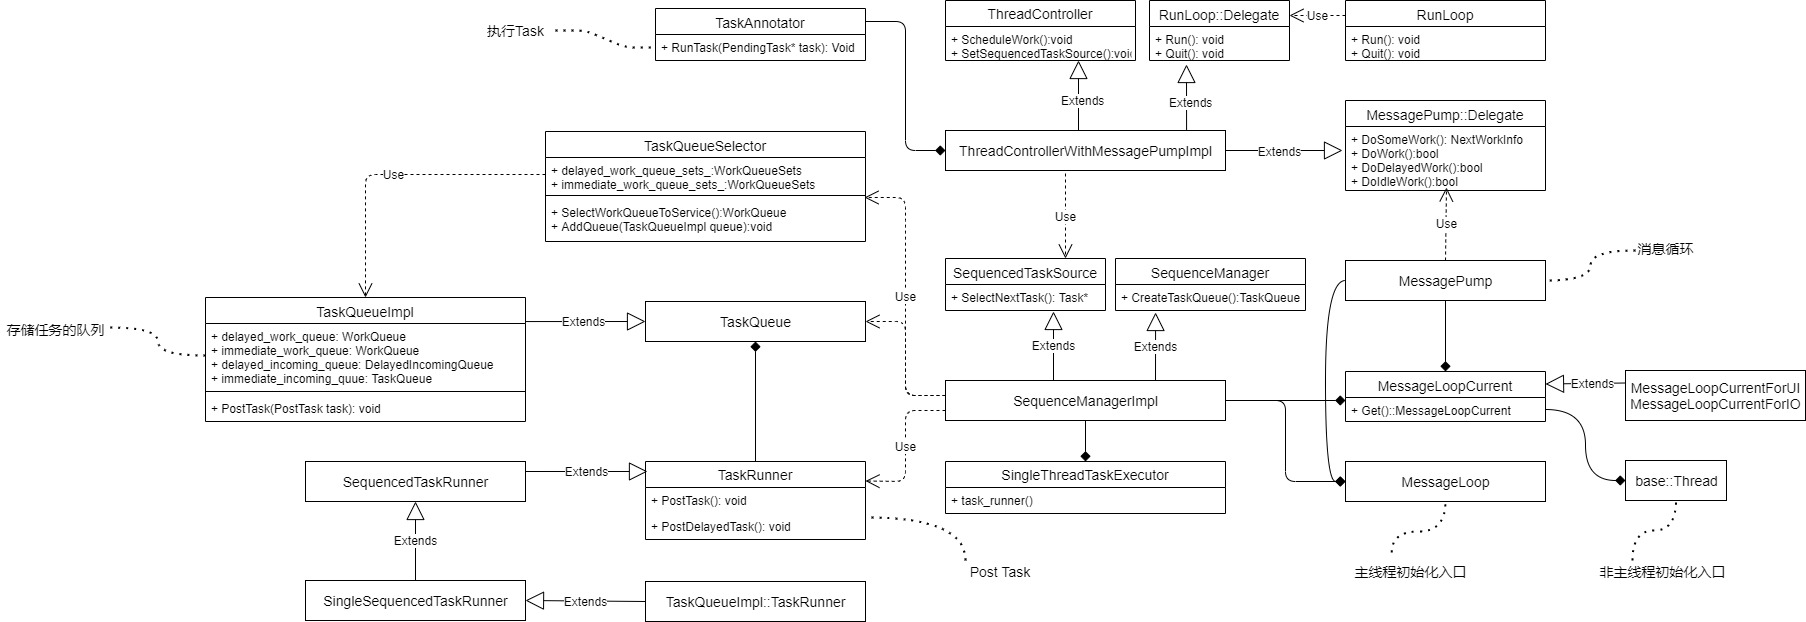 执行Task
TaskAnnotator
+ RunTask(PendingTask* task): Void
ThreadController
+ ScheduleWork():void
+ SetSequencedTaskSource():voi
RunLoop::Delegate
+ Run(): void
+ Quit(): void
Use
RunLoop
+ Run(): void
+ Quit(): void
Extends
Extends
MessagePump::Delegate
+ DoSomeWork(): NextWorkInfo
+ DoWork():bool
+ DoDelayedWork():bool
+ DoIdleWork():bool
ThreadControllerWithMessagePumpImpl
Extends
TaskQueueSelector
+ delayed_work_queue_sets_:WorkQueueSets
+ immediate_work_queue_sets_:WorkQueueSets
+ SelectWorkQueueToService():WorkQueue
+ AddQueue(TaskQueueImpl queue):void
Use
Use
Use
消息循环
SequencedTaskSource
+ SelectNextTask(): Task*
SequenceManager
+ CreateTaskQueue():TaskQueue
MessagePump
存储任务的队列
TaskQueueImpl
+ delayed_work_queue: WorkQueue
+ immediate_work_queue: WorkQueue
+ delayed_incoming_queue: DelayedIncomingQueue
+ immediate_incoming_quue: TaskQueue
+ PostTask(PostTask task): void
Extends
TaskQueue
Use
Extends
Extends
SequenceManagerImpl
MessageLoopCurrent
+ Get()::MessageLoopCurrent
Extends
MessageLoopCurrentForUI
MessageLoopCurrentForIO
Use
SequencedTaskRunner
Extends
TaskRunner
+ PostTask(): void
+ PostDelayedTask(): void
SingleThreadTaskExecutor
+ task_runner()
MessageLoop
base::Thread
Extends
Post Task
主线程初始化入口
非主线程初始化入口
SingleSequencedTaskRunner
Extends
TaskQueueImpl::TaskRunner